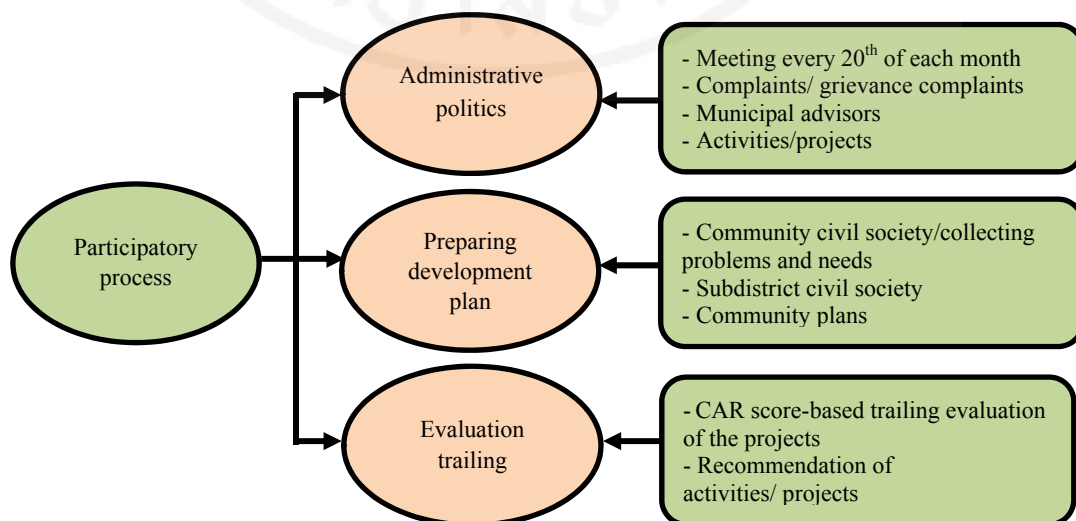 Participatory
process
Administrative
politics
- Meeting every 20th of each month
- Complaints/ grievance complaints
- Municipal advisors
- Activities/projects
Preparing
development
plan
- Community civil society/collecting
problems and needs
- Subdistrict civil society
- Community plans
Evaluation
trailing
- CAR score-based trailing evaluation
of the projects
- Recommendation of
activities/ projects